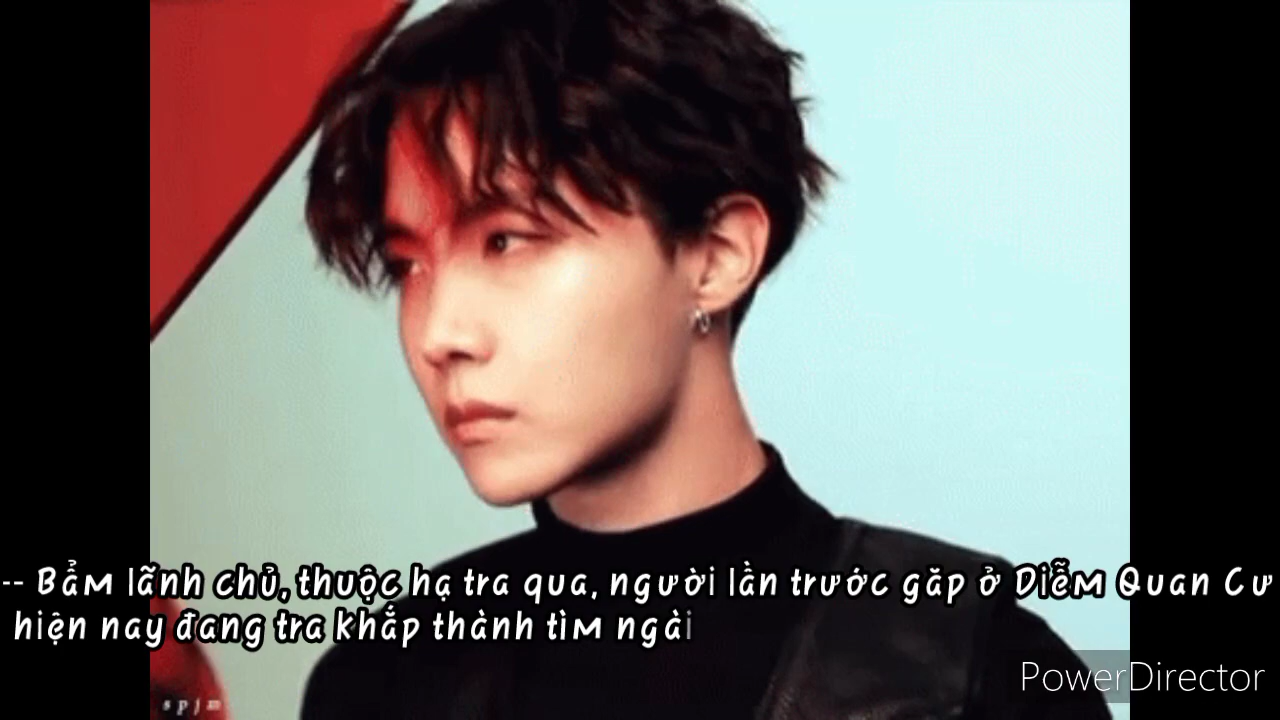 -- Bẩm lãnh chủ, thuộc hạ tra qua, người lần trước gặp ở Diễm Quan Cư
hiện nay đang tra khắp thành tìm ngài
PowerDirector
spjm